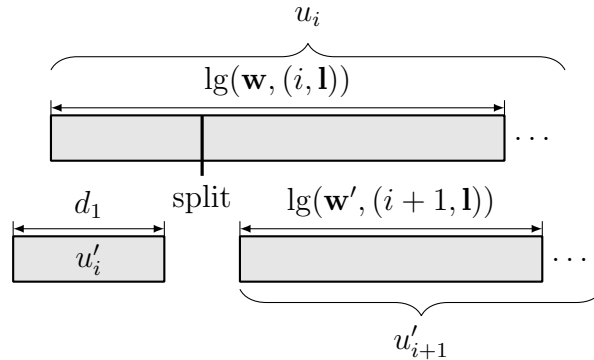 u_i
lg(w, (i, l))
···
split
d_1
lg(w', (i + 1, l))
u'_i
···
u'_{i+1}